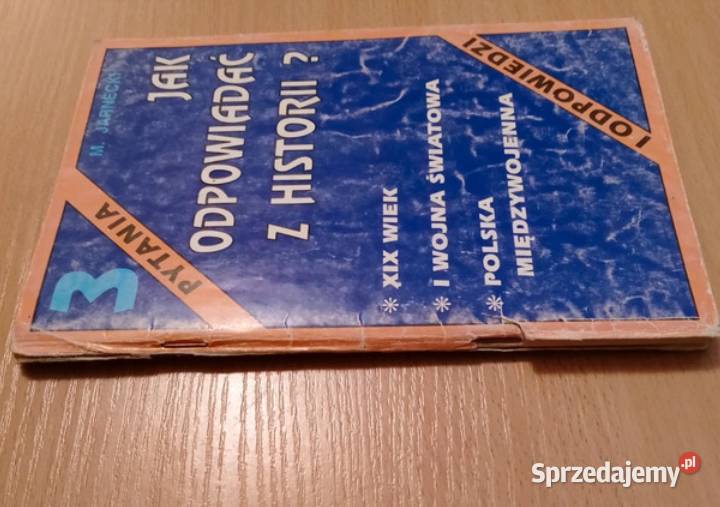 M. JARNECKI
3
PYTANIA
JAK
ODPOWIADAĆ
Z HISTORII ?
* XIX WIEK
* I WOJNA ŚWIATOWA
* POLSKA
MIĘDZYWOJENNA
I ODPOWIEDZI
Sprzedajemy.pl